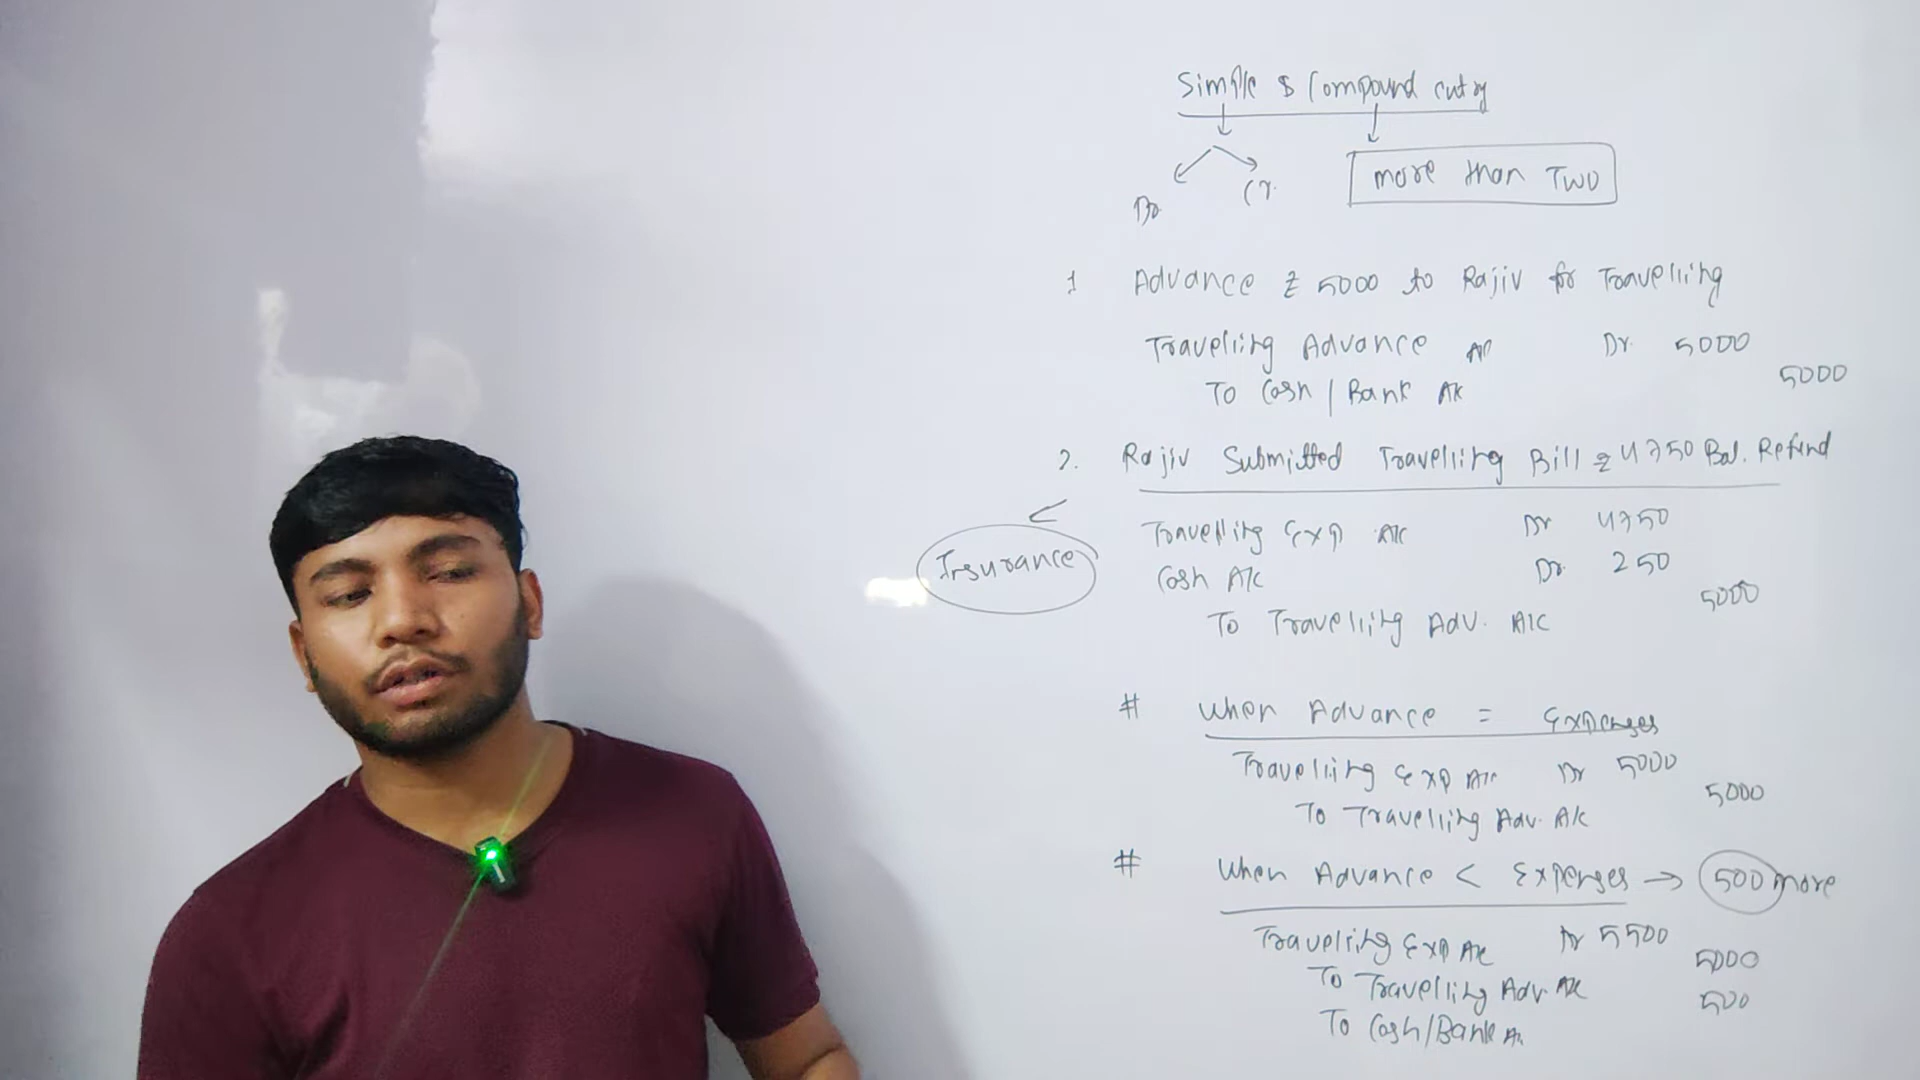 Simple & Compound entry
Dr. Cr.
more than Two
1 Advance ₹ 5000 to Rajiv for Travelling
Travelling Advance A/c Dr. 5000
To Cash / Bank A/c 5000
2. Rajiv Submitted Travelling Bill ₹ 4750 Bal. Refund
<
Insurance
Travelling Exp A/c Dr 4750
Cash A/c Dr. 250
To Travelling Adv. A/c 5000
# When Advance = Expenses
Travelling Exp A/c Dr 5000
To Travelling Adv. A/c 5000
# When Advance < Expenses → 500 more
Travelling Exp A/c Dr 5500
To Travelling Adv. A/c 5000
To Cash/Bank A/c 500